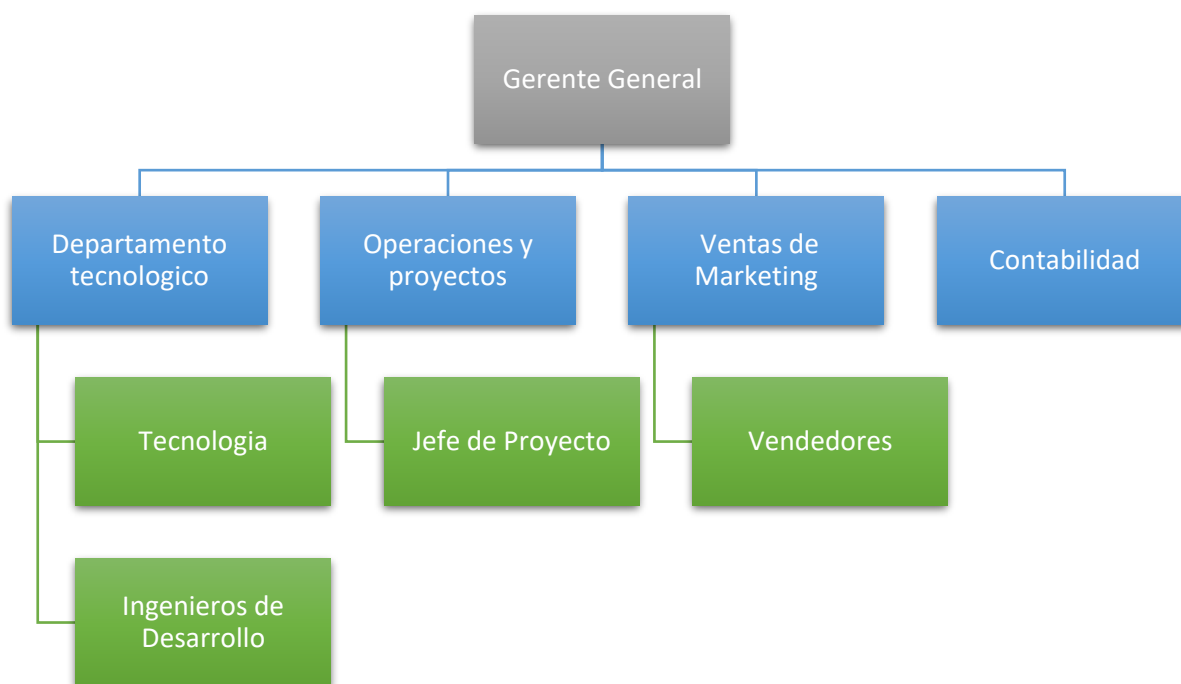 Gerente General
Departamento
tecnologico
Operaciones y
proyectos
Ventas de
Marketing
Contabilidad
Tecnologia
Jefe de Proyecto
Vendedores
Ingenieros de
Desarrollo